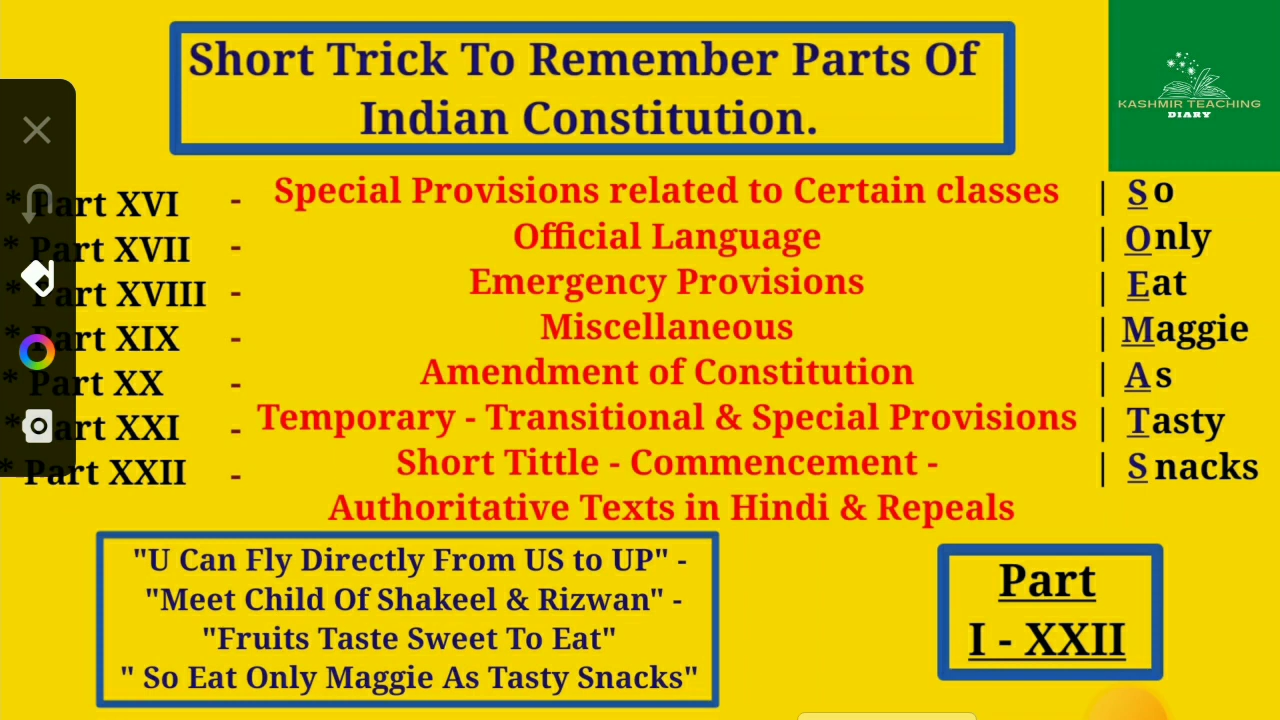 Short Trick To Remember Parts Of
Indian Constitution.
KASHMIR TEACHING
DIARY
* Part XVI - Special Provisions related to Certain classes | So
* Part XVII - Official Language | Only
* Part XVIII - Emergency Provisions | Eat
* Part XIX - Miscellaneous | Maggie
* Part XX - Amendment of Constitution | As
* Part XXI - Temporary - Transitional & Special Provisions | Tasty
* Part XXII - Short Tittle - Commencement - | Snacks
Authoritative Texts in Hindi & Repeals
"U Can Fly Directly From US to UP" -
"Meet Child Of Shakeel & Rizwan" -
"Fruits Taste Sweet To Eat"
" So Eat Only Maggie As Tasty Snacks"
Part
I - XXII